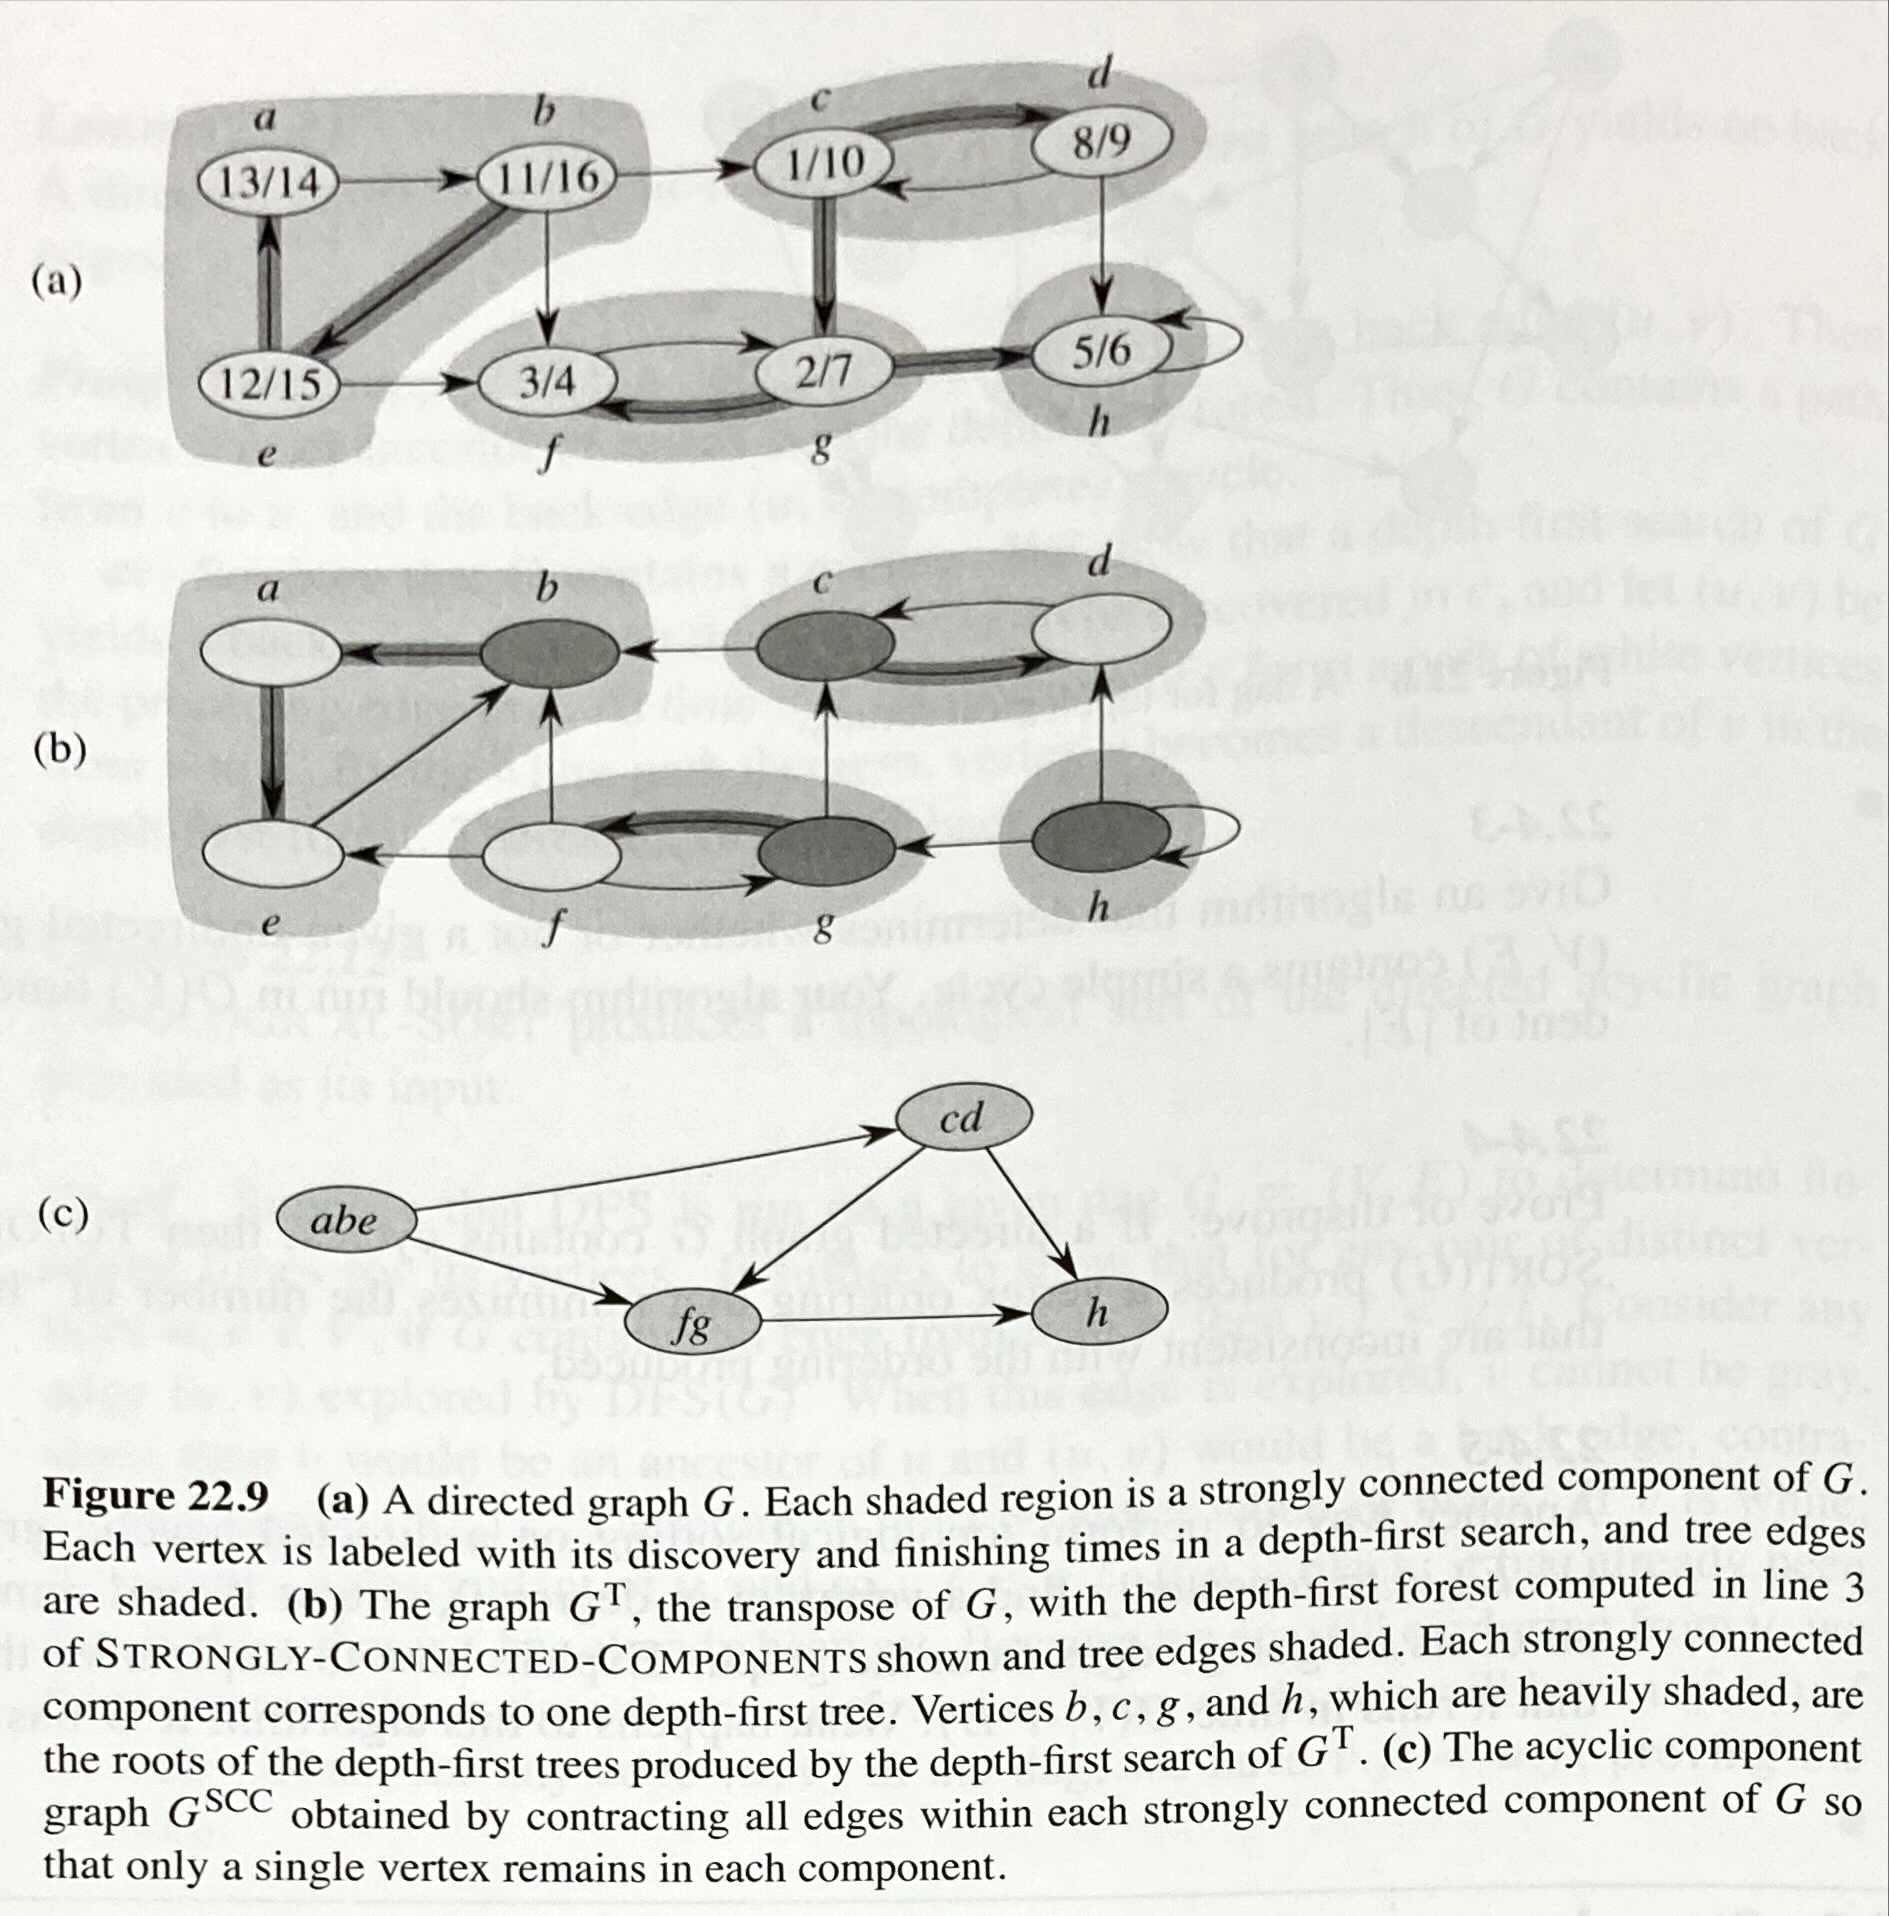 a b c d
13/14 11/16 1/10 8/9
(a)
12/15 3/4 2/7 5/6
e f g h
a b c d
(b)
e f g h
cd
(c) abe
fg h
Figure 22.9 (a) A directed graph G. Each shaded region is a strongly connected component of G.
Each vertex is labeled with its discovery and finishing times in a depth-first search, and tree edges
are shaded. (b) The graph Gᵀ, the transpose of G, with the depth-first forest computed in line 3
of STRONGLY-CONNECTED-COMPONENTS shown and tree edges shaded. Each strongly connected
component corresponds to one depth-first tree. Vertices b, c, g, and h, which are heavily shaded, are
the roots of the depth-first trees produced by the depth-first search of Gᵀ. (c) The acyclic component
graph G^SCC obtained by contracting all edges within each strongly connected component of G so
that only a single vertex remains in each component.